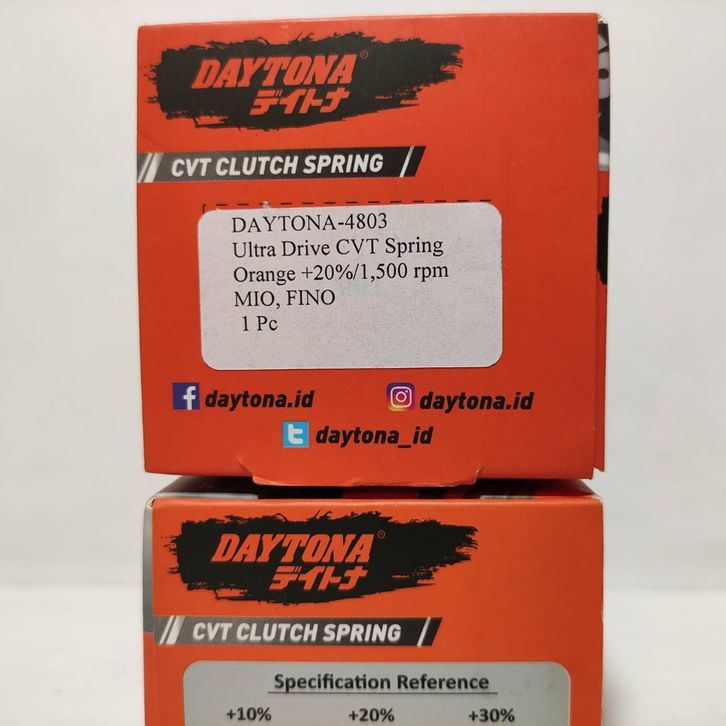 DAYTONA®
デイトナ
CVT CLUTCH SPRING
DAYTONA-4803
Ultra Drive CVT Spring
Orange +20%/1,500 rpm
MIO, FINO
1 Pc
daytona.id
daytona.id
daytona_id
DAYTONA®
デイトナ
CVT CLUTCH SPRING
Specification Reference
+10% +20% +30%